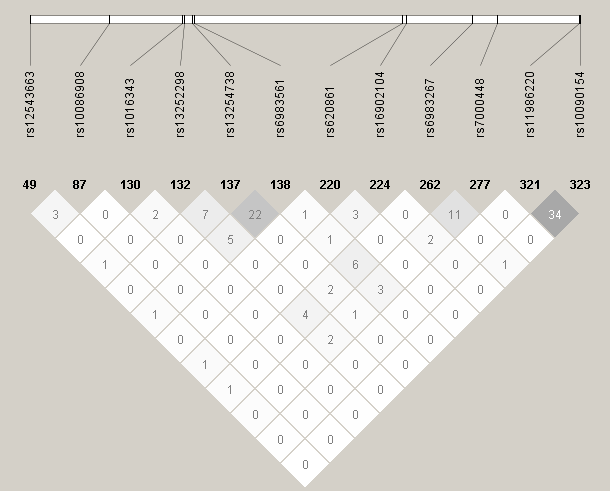 rs12543663
rs10086908
rs1016343
rs13252298
rs13254738
rs6983561
rs620861
rs16902104
rs6983267
rs7000448
rs11986220
rs10090154
49 87 130 132 137 138 220 224 262 277 321 323
3 0 2 7 22 1 3 0 11 0 34
0 0 0 5 0 1 0 2 0 0
1 0 0 0 0 6 0 0 1
0 0 0 0 2 3 0 0
1 0 0 4 1 0 0
0 0 0 2 0 0
1 0 0 0 0
1 0 0 0
0 0 0
0 0
0